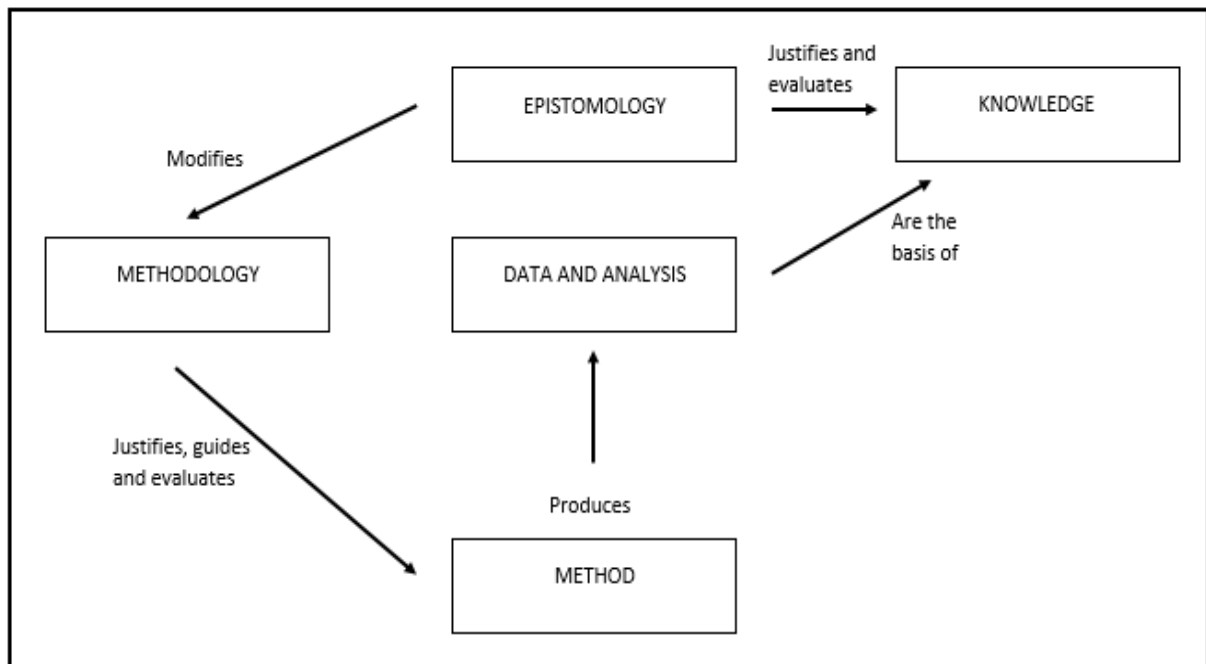 Justifies and
evaluates
EPISTOMOLOGY
KNOWLEDGE
Modifies
Are the
basis of
METHODOLOGY
DATA AND ANALYSIS
Justifies, guides
and evaluates
Produces
METHOD